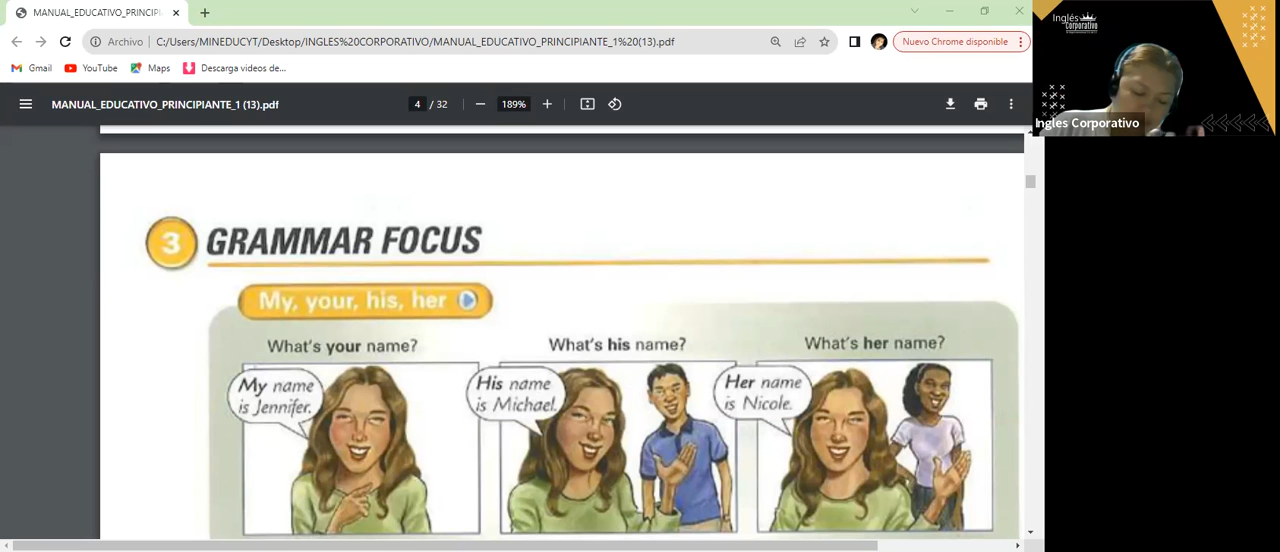 MANUAL_EDUCATIVO_PRINCIPI
Archivo
C:/Users/MINEDUCYT/Desktop/INGLES%20CORPORATIVO/MANUAL_EDUCATIVO_PRINCIPIANTE_1%20(13).pdf
Nuevo Chrome disponible
Gmail
YouTube
Maps
Descarga videos de...
MANUAL_EDUCATIVO_PRINCIPIANTE_1 (13).pdf
4 / 32
189%
Inglés
Corporativo
Ingles Corporativo
3 GRAMMAR FOCUS
My, your, his, her
What's your name?
What's his name?
What's her name?
My name
is Jennifer.
His name
is Michael.
Her name
is Nicole.